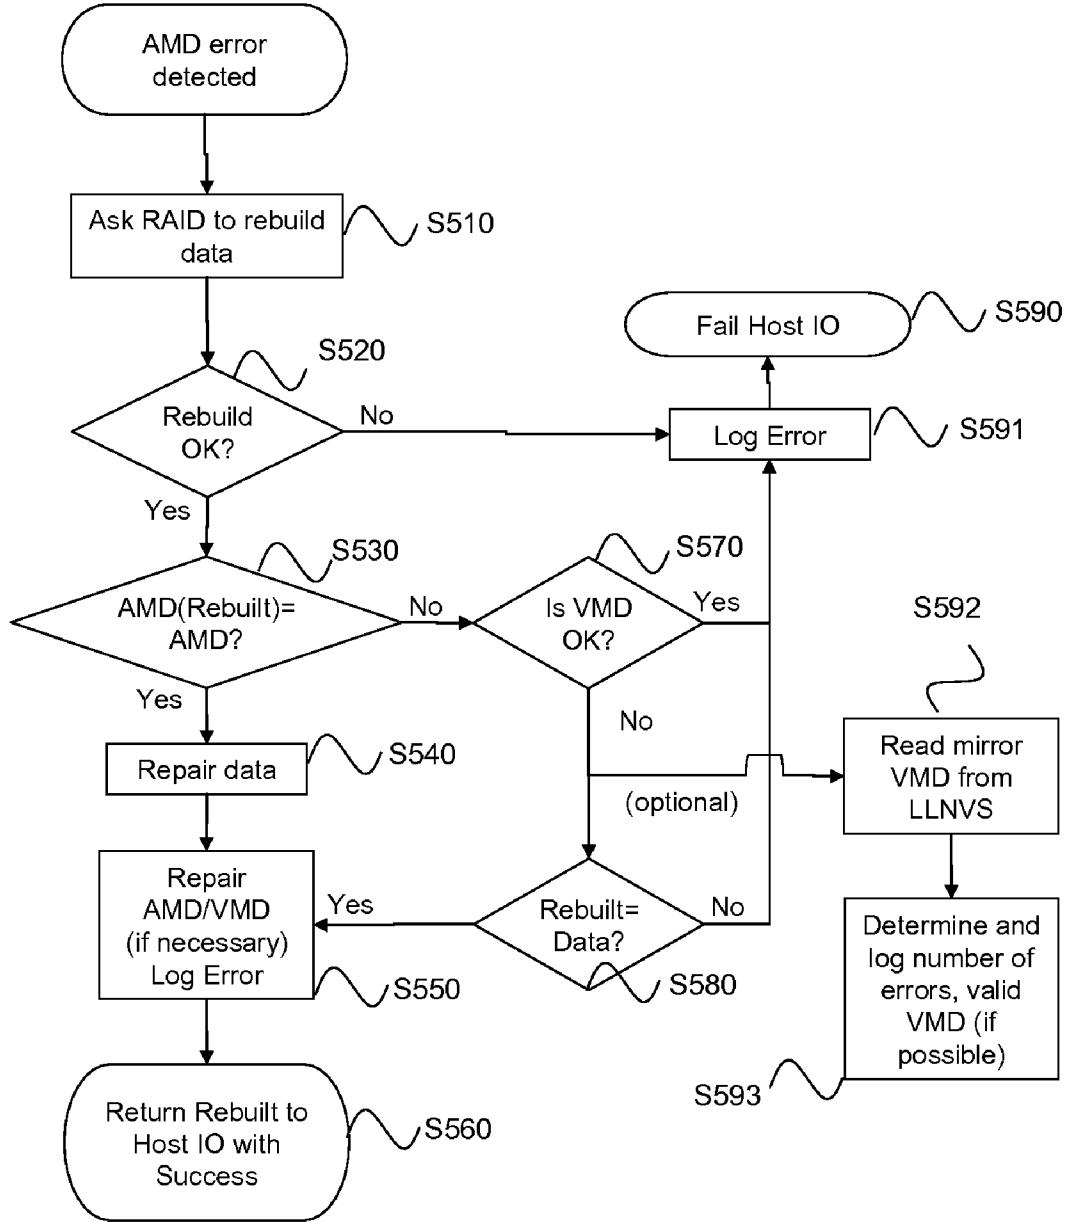 AMD error
detected
Ask RAID to rebuild
data
S510
Fail Host IO
S590
S520
Rebuild
OK?
No
Log Error
S591
Yes
S530
S570
AMD(Rebuilt)=
AMD?
No
Is VMD
OK?
Yes
S592
Yes
No
Repair data
S540
Read mirror
VMD from
LLNVS
(optional)
Repair
AMD/VMD
(if necessary)
Log Error
Yes
Rebuilt=
Data?
No
S550
S580
Determine and
log number of
errors, valid
VMD (if
possible)
S593
Return Rebuilt to
Host IO with
Success
S560